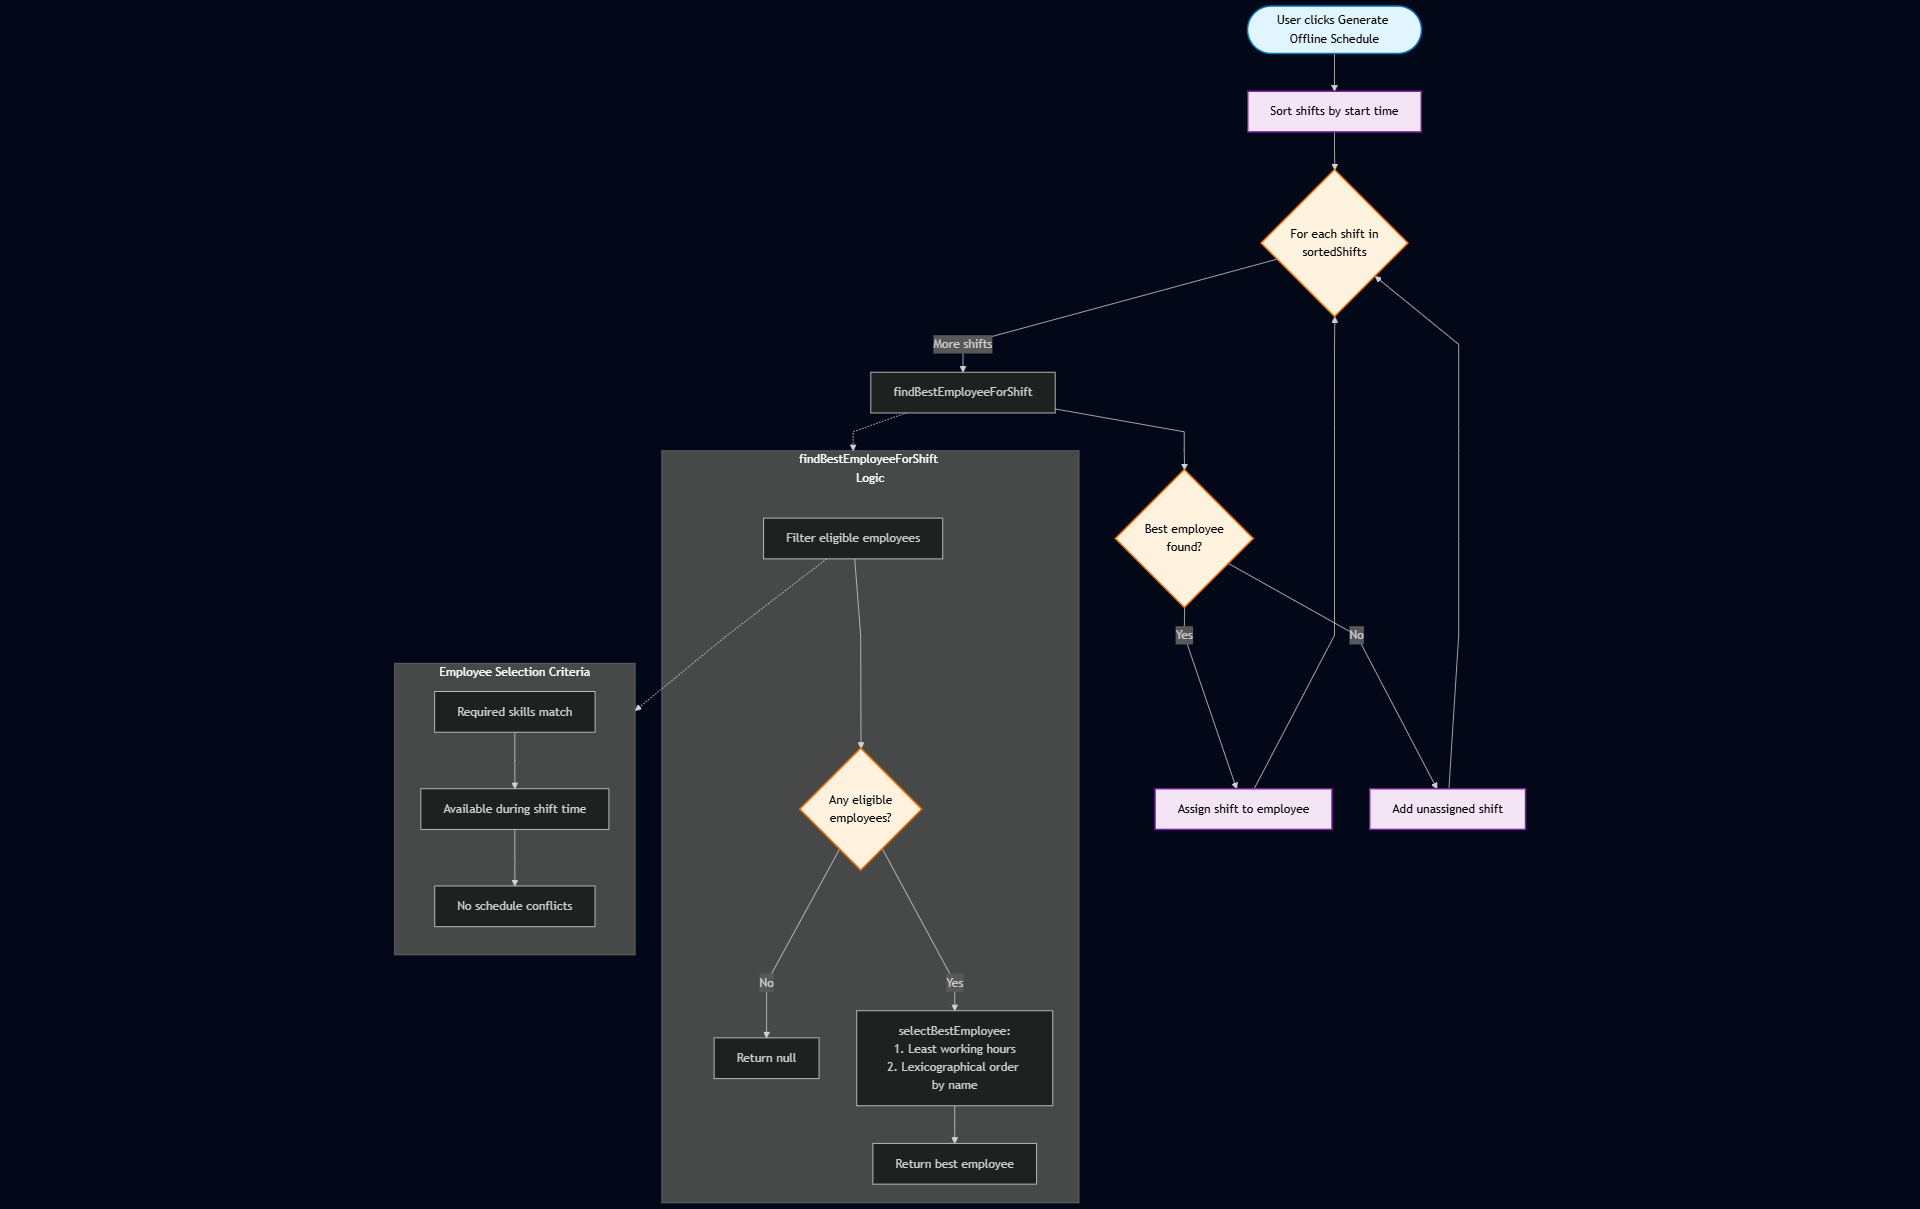 User clicks Generate
Offline Schedule
Sort shifts by start time
For each shift in
sortedShifts
More shifts
findBestEmployeeForShift
findBestEmployeeForShift
Logic
Filter eligible employees
Best employee
found?
Yes
No
Employee Selection Criteria
Required skills match
Available during shift time
No schedule conflicts
Any eligible
employees?
Assign shift to employee
Add unassigned shift
No
Yes
Return null
selectBestEmployee:
1. Least working hours
2. Lexicographical order
by name
Return best employee